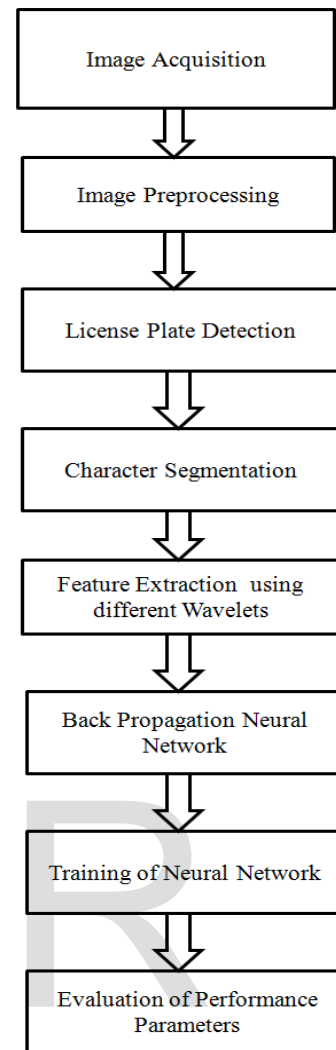 Image Acquisition
Image Preprocessing
License Plate Detection
Character Segmentation
Feature Extraction using
different Wavelets
Back Propagation Neural
Network
R
Training of Neural Network
Evaluation of Performance
Parameters